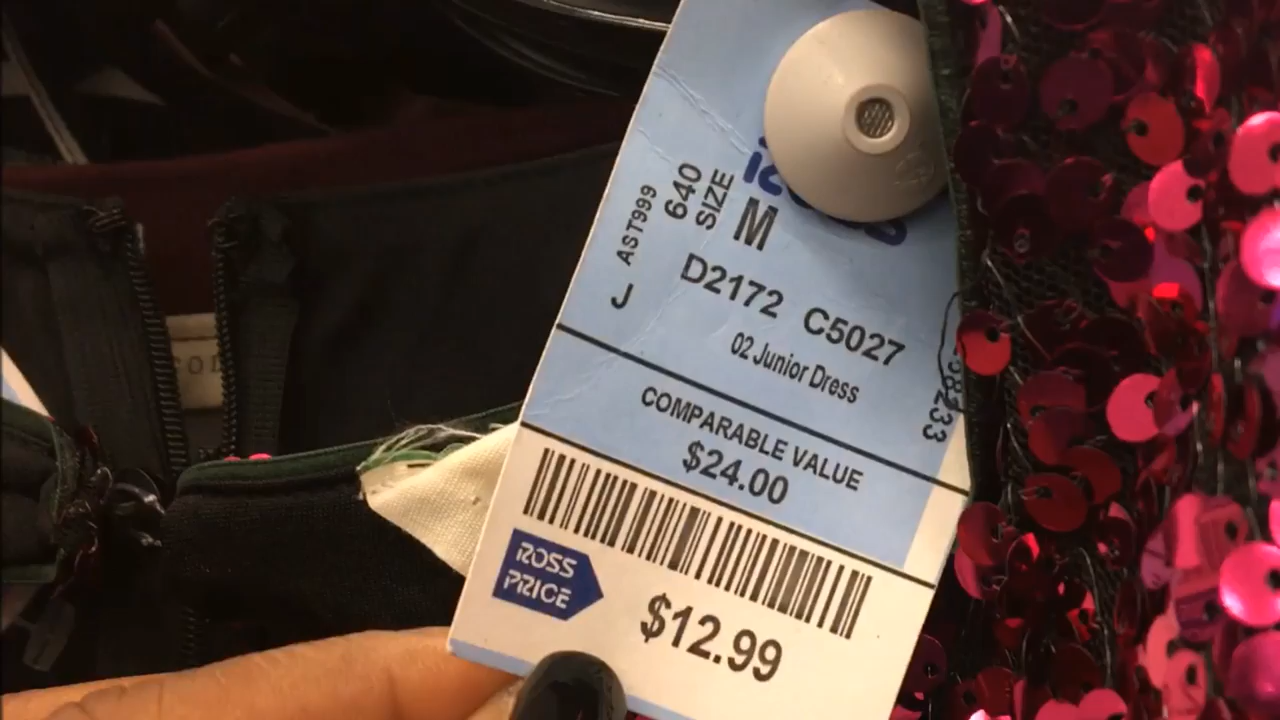 AST999
640
SIZE
M
J
D2172 C5027
02 Junior Dress
COMPARABLE VALUE
$24.00
ROSS
PRICE
$12.99